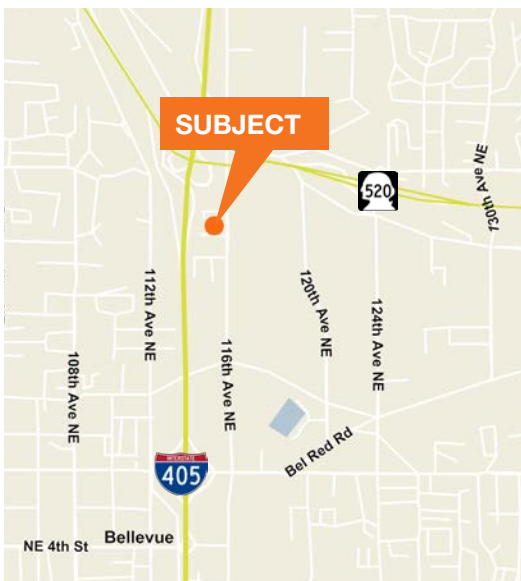 SUBJECT
130th Ave NE
520
112th Ave NE
120th Ave NE
124th Ave NE
116th Ave NE
108th Ave NE
Bel Red Rd
INTERSTATE
405
NE 4th St
Bellevue